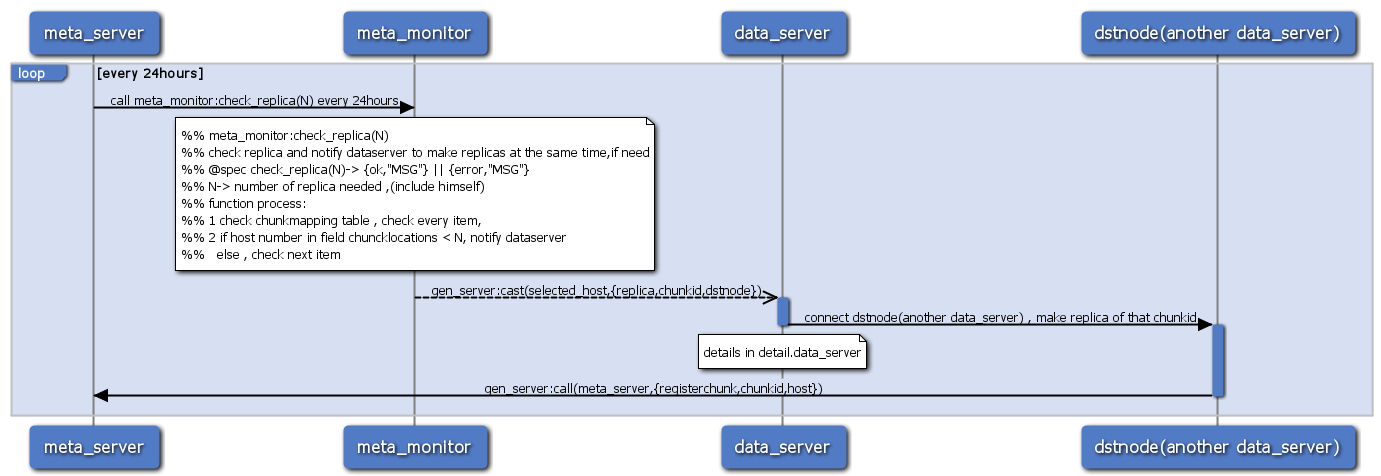 meta_server meta_monitor data_server dstnode(another data_server)
loop [every 24hours]
call meta_monitor:check_replica(N) every 24hours
%% meta_monitor:check_replica(N)
%% check replica and notify dataserver to make replicas at the same time,if need
%% @spec check_replica(N)-> {ok,"MSG"} || {error,"MSG"}
%% N-> number of replica needed ,(include himself)
%% function process:
%% 1 check chunkmapping table , check every item,
%% 2 if host number in field chuncklocations < N, notify dataserver
%% else , check next item
gen_server:cast(selected_host,{replica,chunkid,dstnode})
connect dstnode(another data_server) , make replica of that chunkid
details in detail.data_server
gen_server:call(meta_server,{registerchunk,chunkid,host})
meta_server meta_monitor data_server dstnode(another data_server)